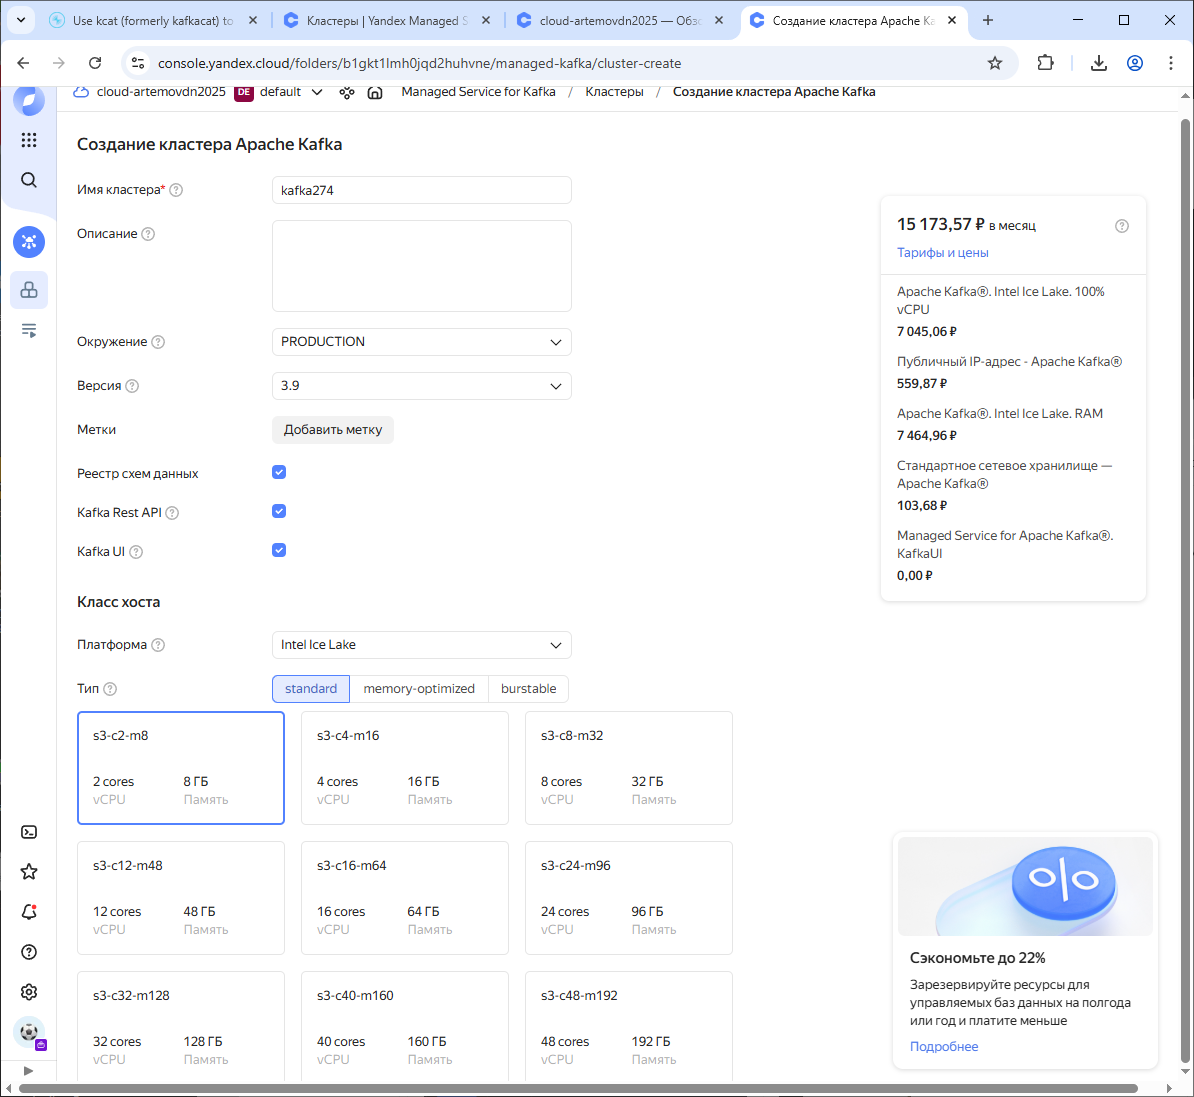 Use kcat (formerly kafkacat) to
Кластеры | Yandex Managed S
cloud-artemovdn2025 — Обзо
Создание кластера Apache Ka
console.yandex.cloud/folders/b1gkt1lmh0jqd2huhvne/managed-kafka/cluster-create
cloud-artemovdn2025 DE default Managed Service for Kafka / Кластеры / Создание кластера Apache Kafka
Создание кластера Apache Kafka
Имя кластера* kafka274
Описание
Окружение PRODUCTION
Версия 3.9
Метки Добавить метку
Реестр схем данных
Kafka Rest API
Kafka UI
Класс хоста
Платформа Intel Ice Lake
Тип standard memory-optimized burstable
s3-c2-m8 s3-c4-m16 s3-c8-m32
2 cores 8 ГБ 4 cores 16 ГБ 8 cores 32 ГБ
vCPU Память vCPU Память vCPU Память
s3-c12-m48 s3-c16-m64 s3-c24-m96
12 cores 48 ГБ 16 cores 64 ГБ 24 cores 96 ГБ
vCPU Память vCPU Память vCPU Память
s3-c32-m128 s3-c40-m160 s3-c48-m192
32 cores 128 ГБ 40 cores 160 ГБ 48 cores 192 ГБ
vCPU Память vCPU Память vCPU Память
15 173,57 ₽ в месяц
Тарифы и цены
Apache Kafka®. Intel Ice Lake. 100%
vCPU
7 045,06 ₽
Публичный IP-адрес - Apache Kafka®
559,87 ₽
Apache Kafka®. Intel Ice Lake. RAM
7 464,96 ₽
Стандартное сетевое хранилище —
Apache Kafka®
103,68 ₽
Managed Service for Apache Kafka®.
KafkaUI
0,00 ₽
%
Сэкономьте до 22%
Зарезервируйте ресурсы для
управляемых баз данных на полгода
или год и платите меньше
Подробнее